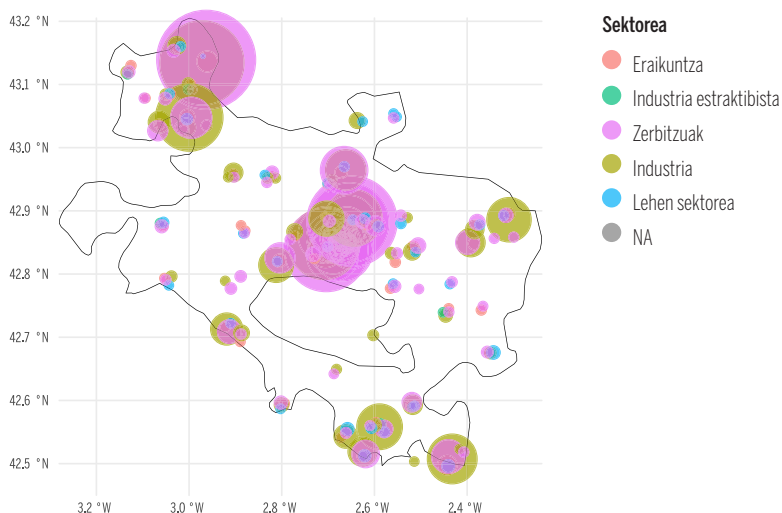 Sektorea
Eraikuntza
Industria estraktibista
Zerbitzuak
Industria
Lehen sektorea
NA
43.2 °N
43.1 °N
43.0 °N
42.9 °N
42.8 °N
42.7 °N
42.6 °N
42.5 °N
3.2 °W 3.0 °W 2.8 °W 2.6 °W 2.4 °W